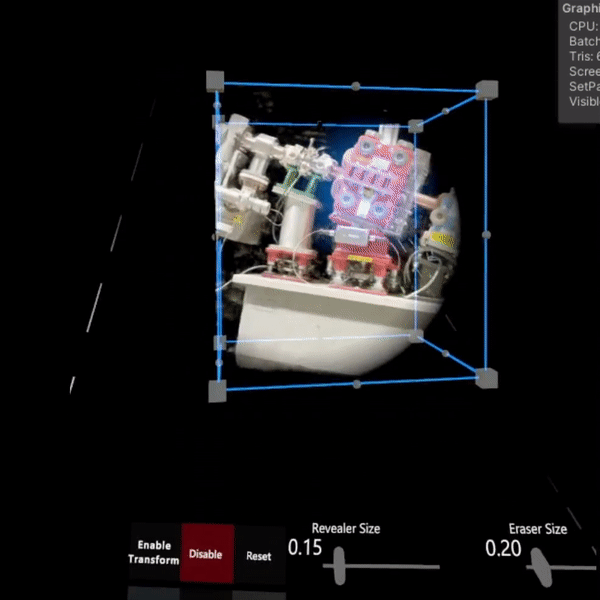 Graphi
CPU:
Batch
Tris: 6
Scree
SetPa
Visibl
Enable
Transform
Disable
Reset
Revealer Size
0.15
Eraser Size
0.20